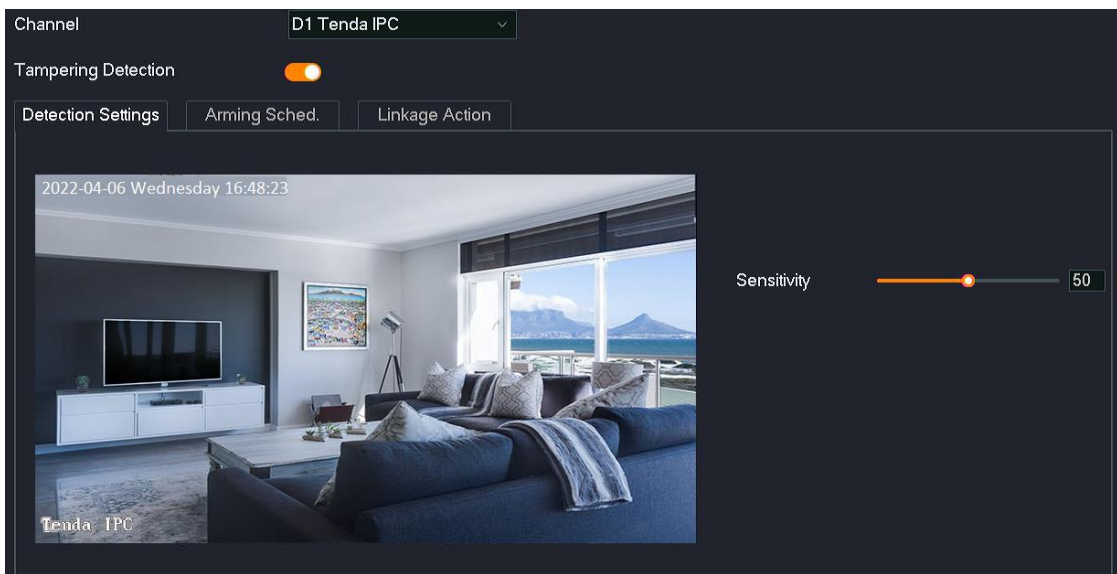 Channel D1 Tenda IPC
Tampering Detection
Detection Settings Arming Sched. Linkage Action
2022-04-06 Wednesday 16:48:23
Sensitivity 50
Tenda IPC